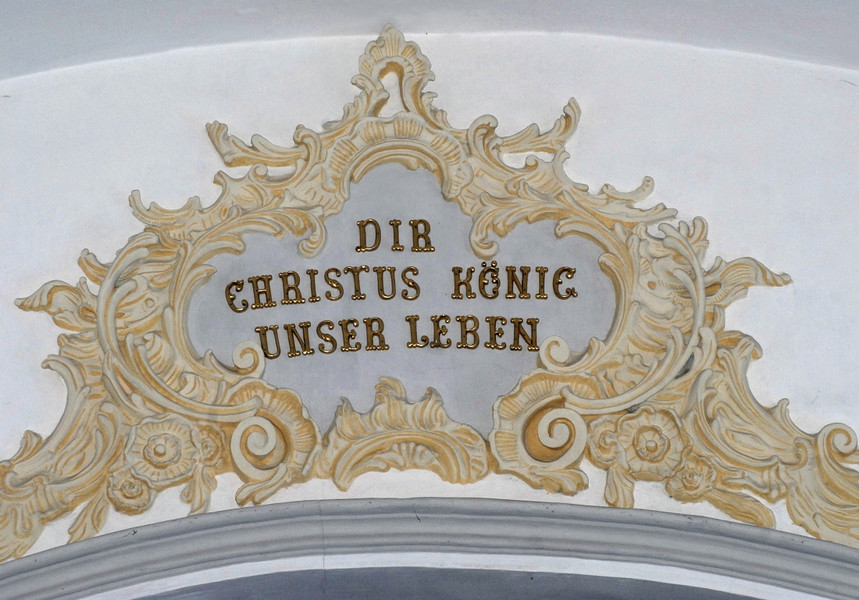 DIR
CHRISTUS KÖNIG
UNSER LEBEN